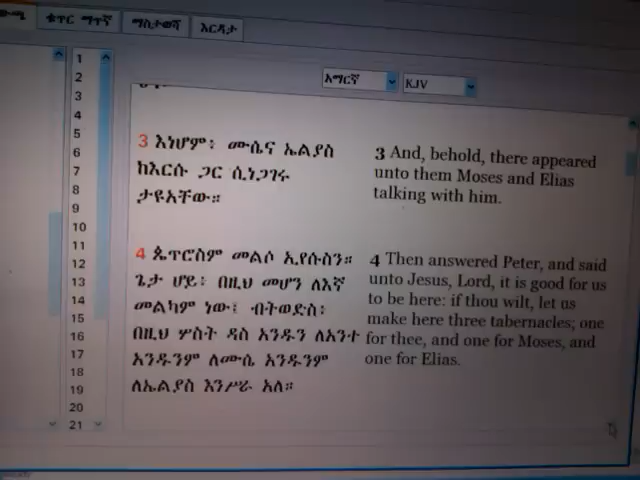 ቁጥር ማጥኛ
ማስታወሻ
እርዳታ
አማርኛ
KJV
1
2
3
4
5
6
7
8
9
10
11
12
13
14
15
16
17
18
19
20
21
3 እነሆም፥ ሙሴና ኤልያስ
ከእርሱ ጋር ሲነጋገሩ
ታዩአቸው።
3 And, behold, there appeared
unto them Moses and Elias
talking with him.
4 ጴጥሮስም መልሶ ኢየሱስን።
ጌታ ሆይ፥ በዚህ መሆን ለእኛ
መልካም ነው፤ ብትወድስ፥
በዚህ ሦስት ዳስ አንዱን ለአንተ
አንዱንም ለሙሴ አንዱንም
ለኤልያስ እንሥራ አለ።
4 Then answered Peter, and said
unto Jesus, Lord, it is good for us
to be here: if thou wilt, let us
make here three tabernacles; one
for thee, and one for Moses, and
one for Elias.